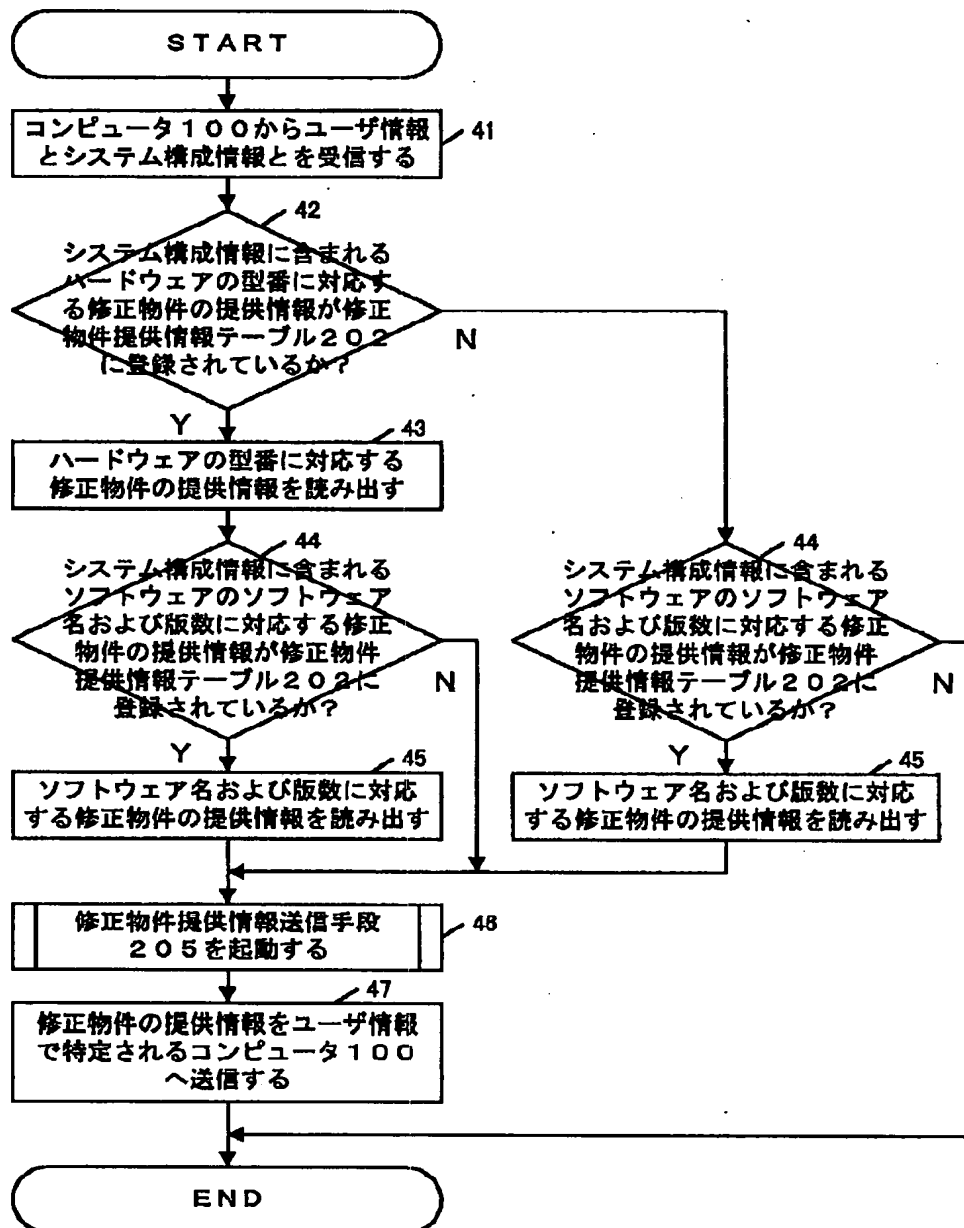 START
コンピュータ100からユーザ情報
とシステム構成情報とを受信する
41
42
システム構成情報に含まれる
ハードウェアの型番に対応す
る修正物件の提供情報が修正
物件提供情報テーブル202
に登録されているか?
N
Y
43
ハードウェアの型番に対応する
修正物件の提供情報を読み出す
44
システム構成情報に含まれる
ソフトウェアのソフトウェア
名および版数に対応する修正
物件の提供情報が修正物件
提供情報テーブル202に
登録されているか?
N
Y
44
システム構成情報に含まれる
ソフトウェアのソフトウェア
名および版数に対応する修正
物件の提供情報が修正物件
提供情報テーブル202に
登録されているか?
N
Y
45
ソフトウェア名および版数に対応
する修正物件の提供情報を読み出す
45
ソフトウェア名および版数に対応
する修正物件の提供情報を読み出す
修正物件提供情報送信手段
205を起動する
46
47
修正物件の提供情報をユーザ情報
で特定されるコンピュータ100
へ送信する
END